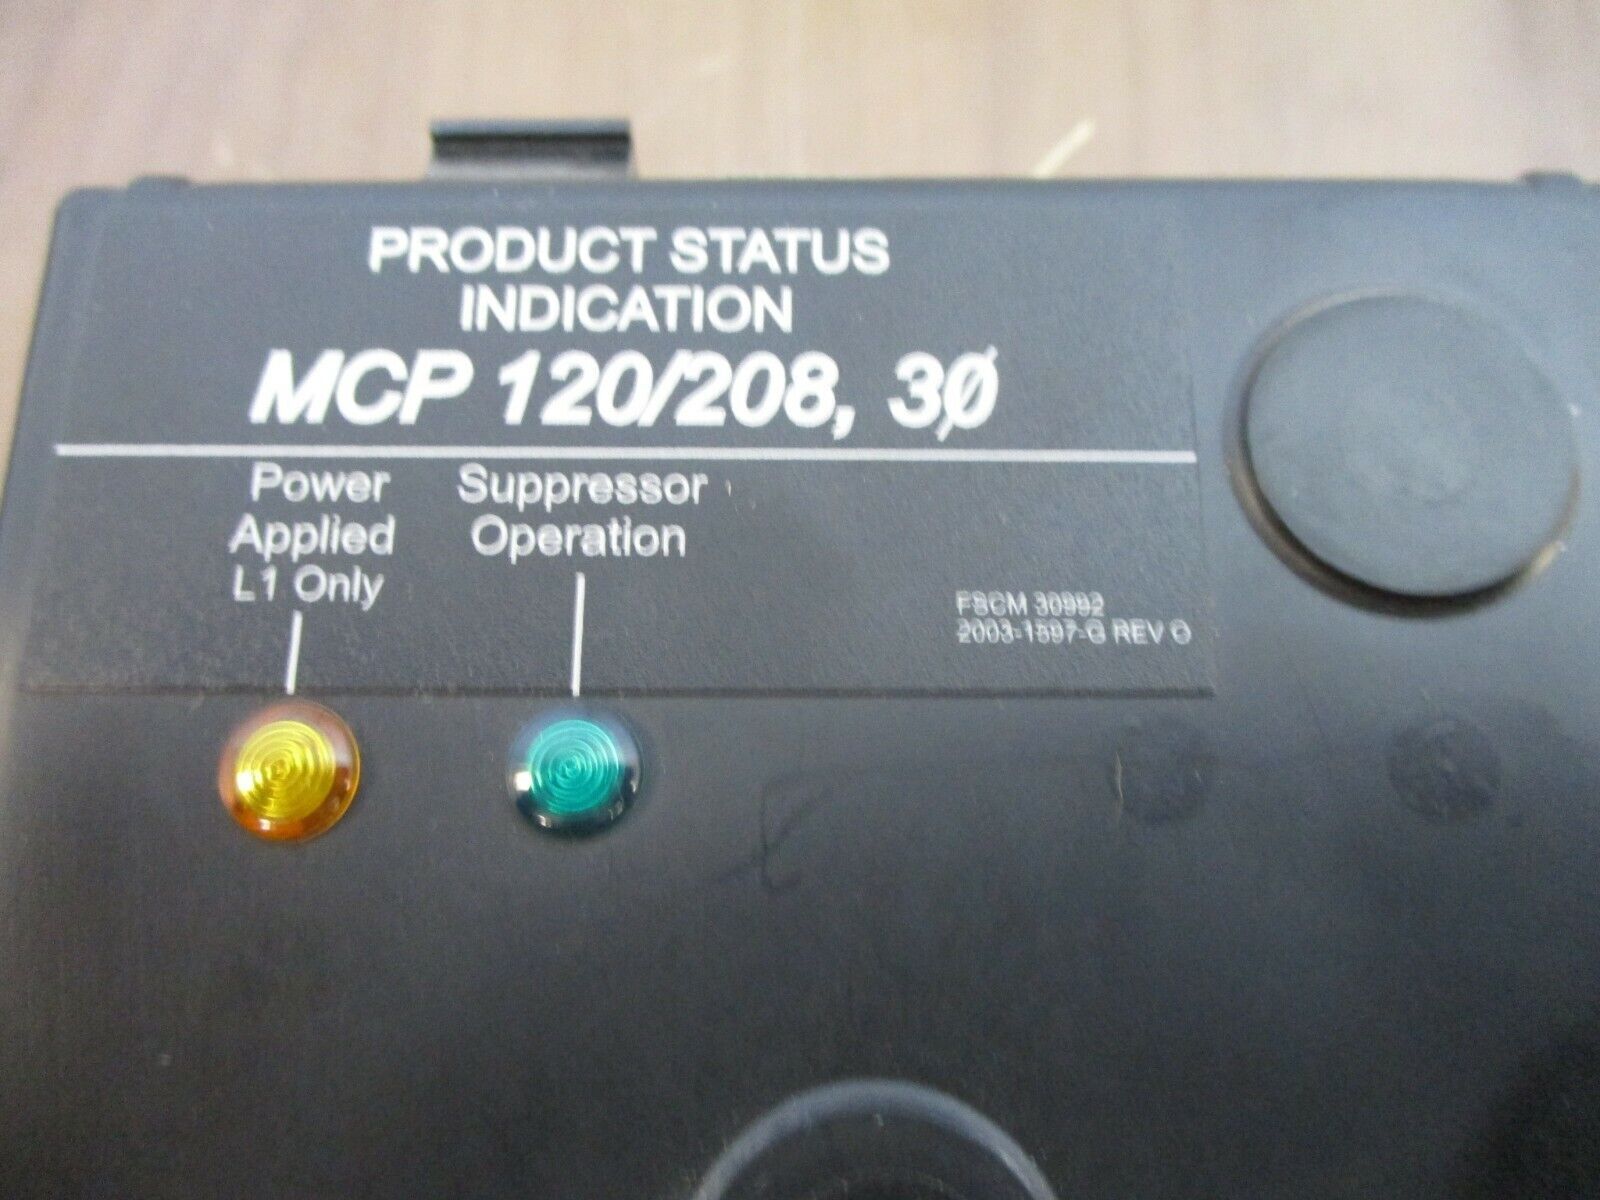 PRODUCT STATUS
INDICATION
MCP 120/208, 3Ø
Power
Applied
L1 Only
Suppressor
Operation
FSCM 30992
2003-1597-G REV O